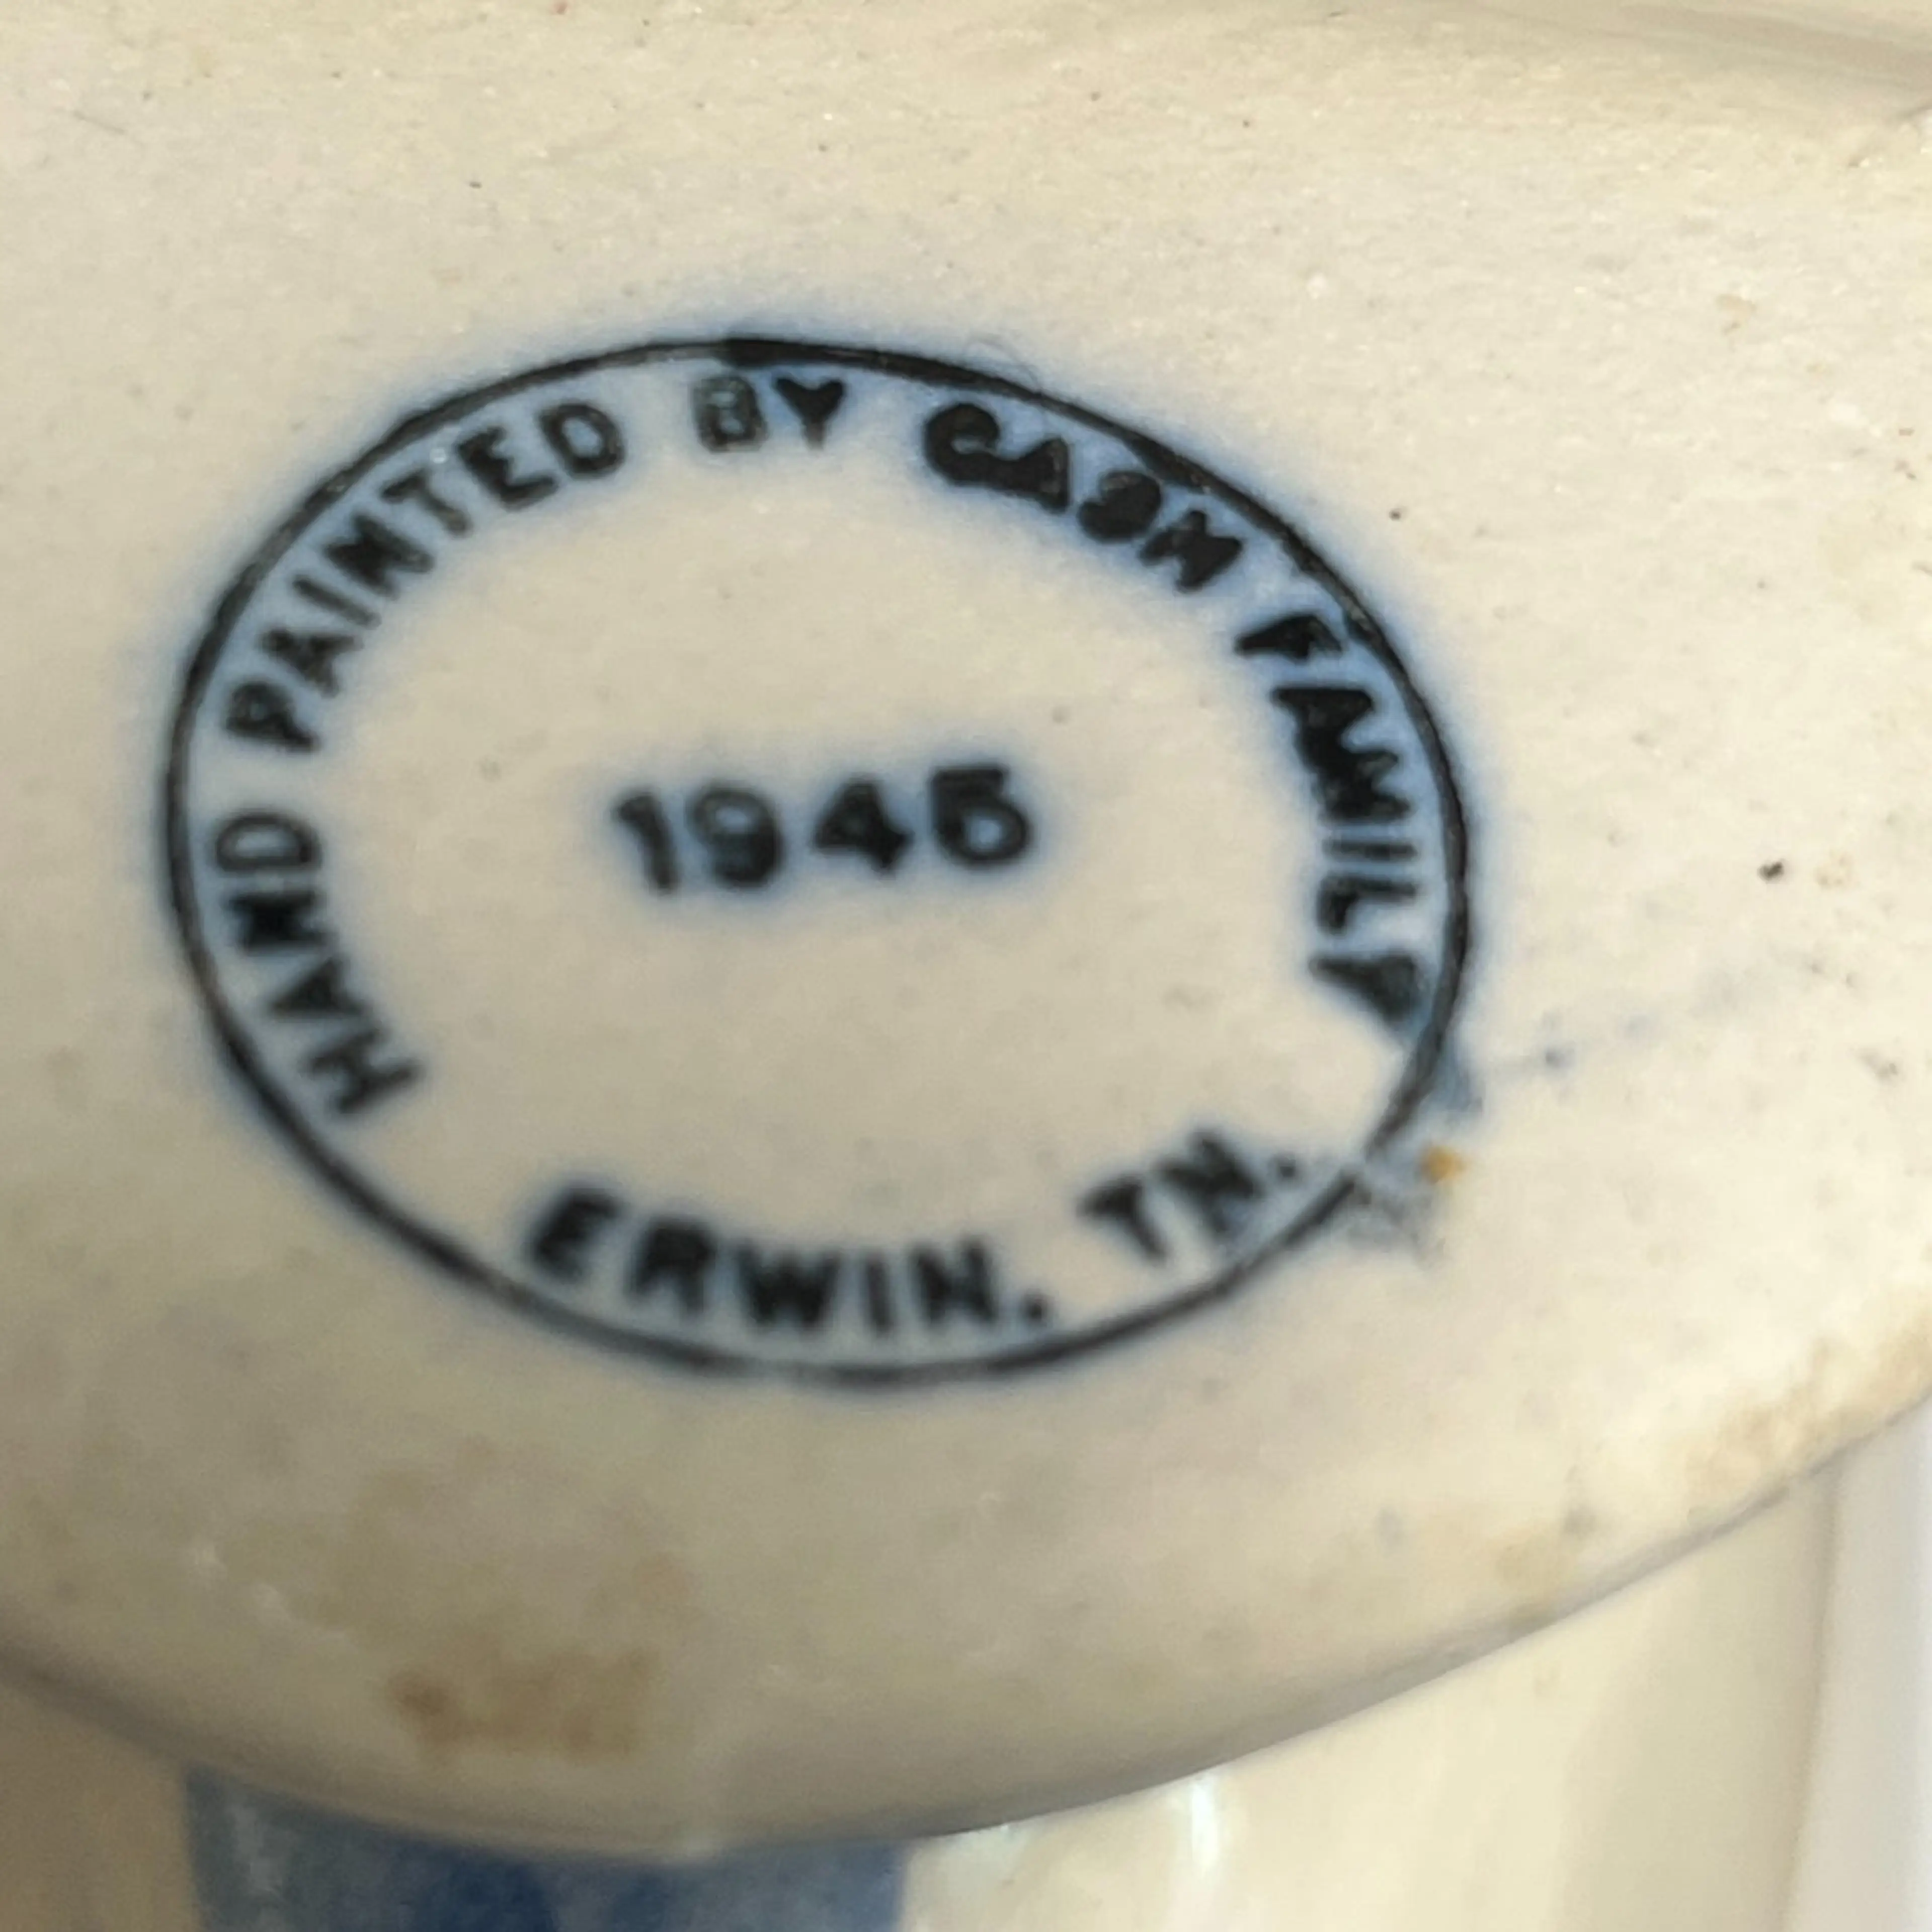 HAND PAINTED BY CASH FAMILY
1945
ERWIN, TN.